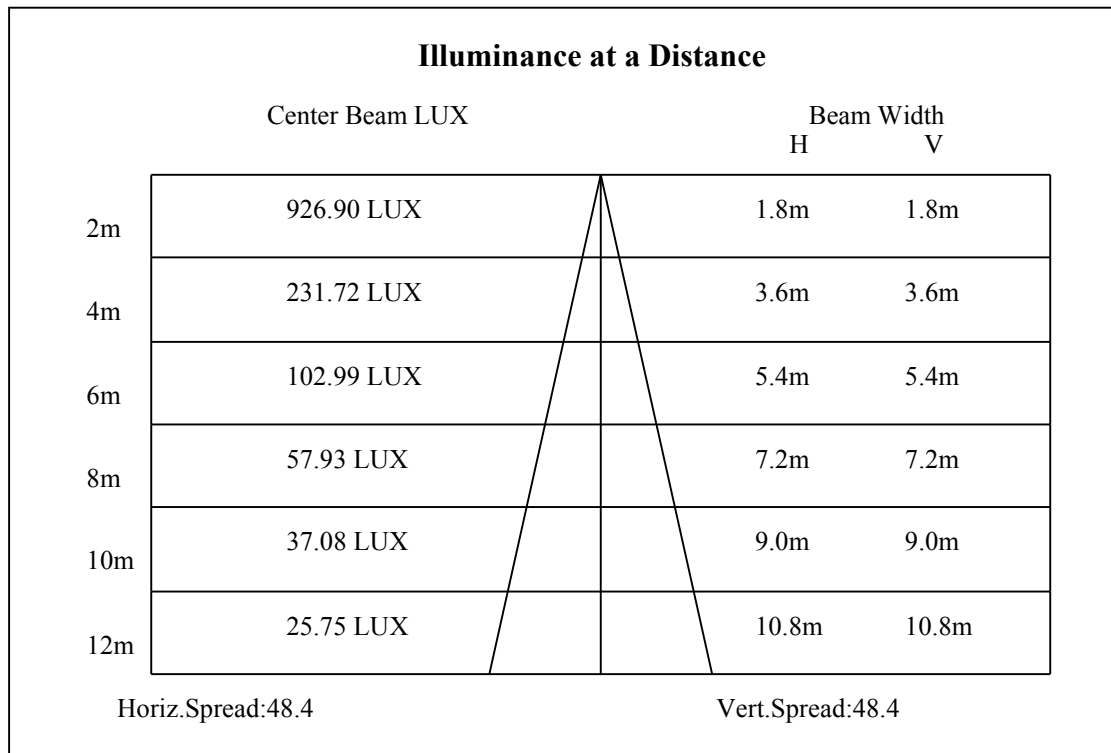 Illuminance at a Distance
Center Beam LUX Beam Width
H V
2m 926.90 LUX 1.8m 1.8m
4m 231.72 LUX 3.6m 3.6m
6m 102.99 LUX 5.4m 5.4m
8m 57.93 LUX 7.2m 7.2m
10m 37.08 LUX 9.0m 9.0m
12m 25.75 LUX 10.8m 10.8m
Horiz.Spread:48.4 Vert.Spread:48.4